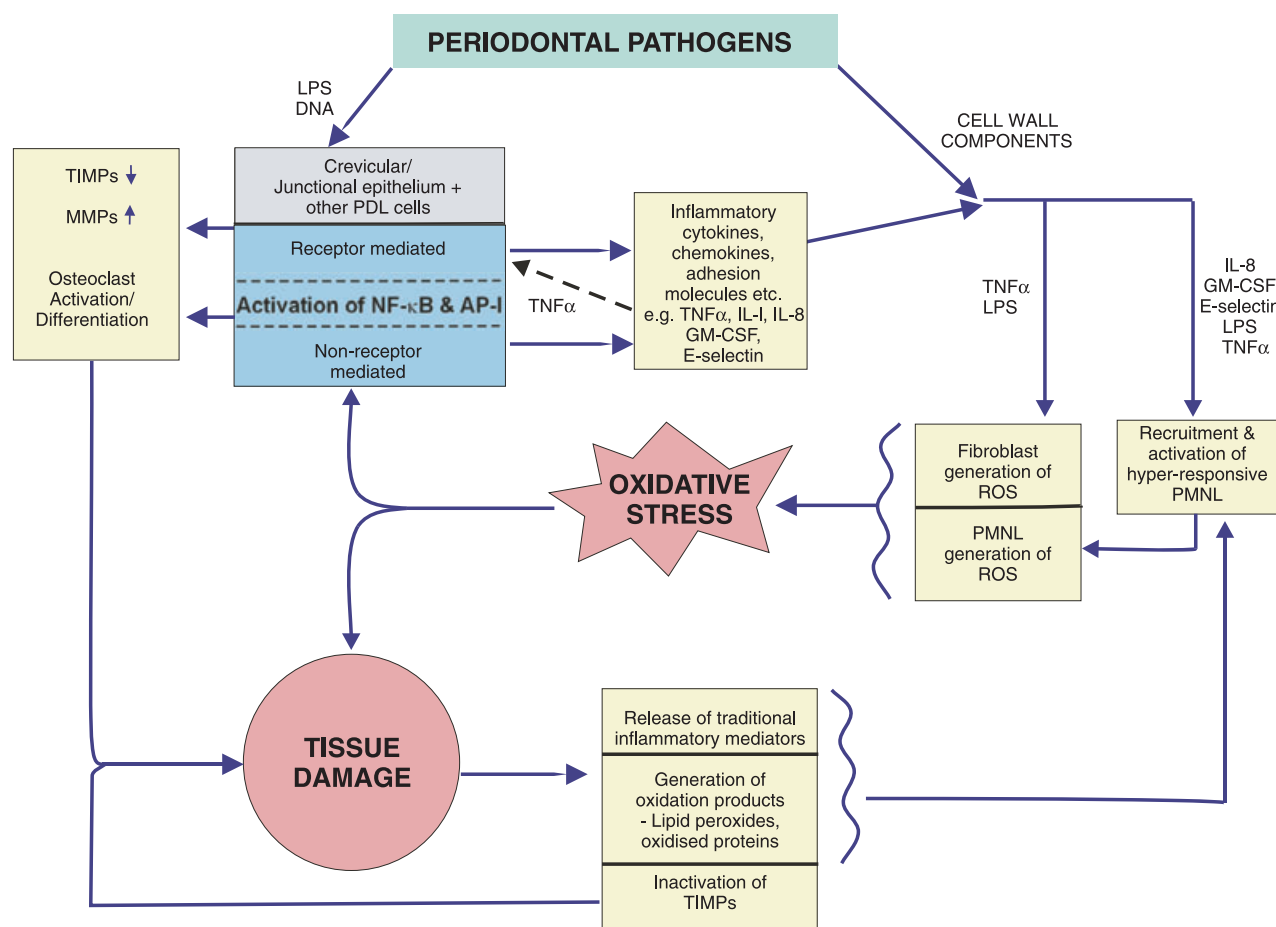 PERIODONTAL PATHOGENS
LPS
DNA
CELL WALL
COMPONENTS
TIMPs
MMPs
Osteoclast
Activation/
Differentiation
Crevicular/
Junctional epithelium +
other PDL cells
Receptor mediated
Activation of NF-κB & AP-I
Non-receptor
mediated
TNFα
Inflammatory
cytokines,
chemokines,
adhesion
molecules etc.
e.g. TNFα, IL-I, IL-8
GM-CSF,
E-selectin
TNFα
LPS
IL-8
GM-CSF
E-selectin
LPS
TNFα
OXIDATIVE
STRESS
Fibroblast
generation of
ROS
PMNL
generation of
ROS
Recruitment &
activation of
hyper-responsive
PMNL
TISSUE
DAMAGE
Release of traditional
inflammatory mediators
Generation of
oxidation products
- Lipid peroxides,
oxidised proteins
Inactivation of
TIMPs